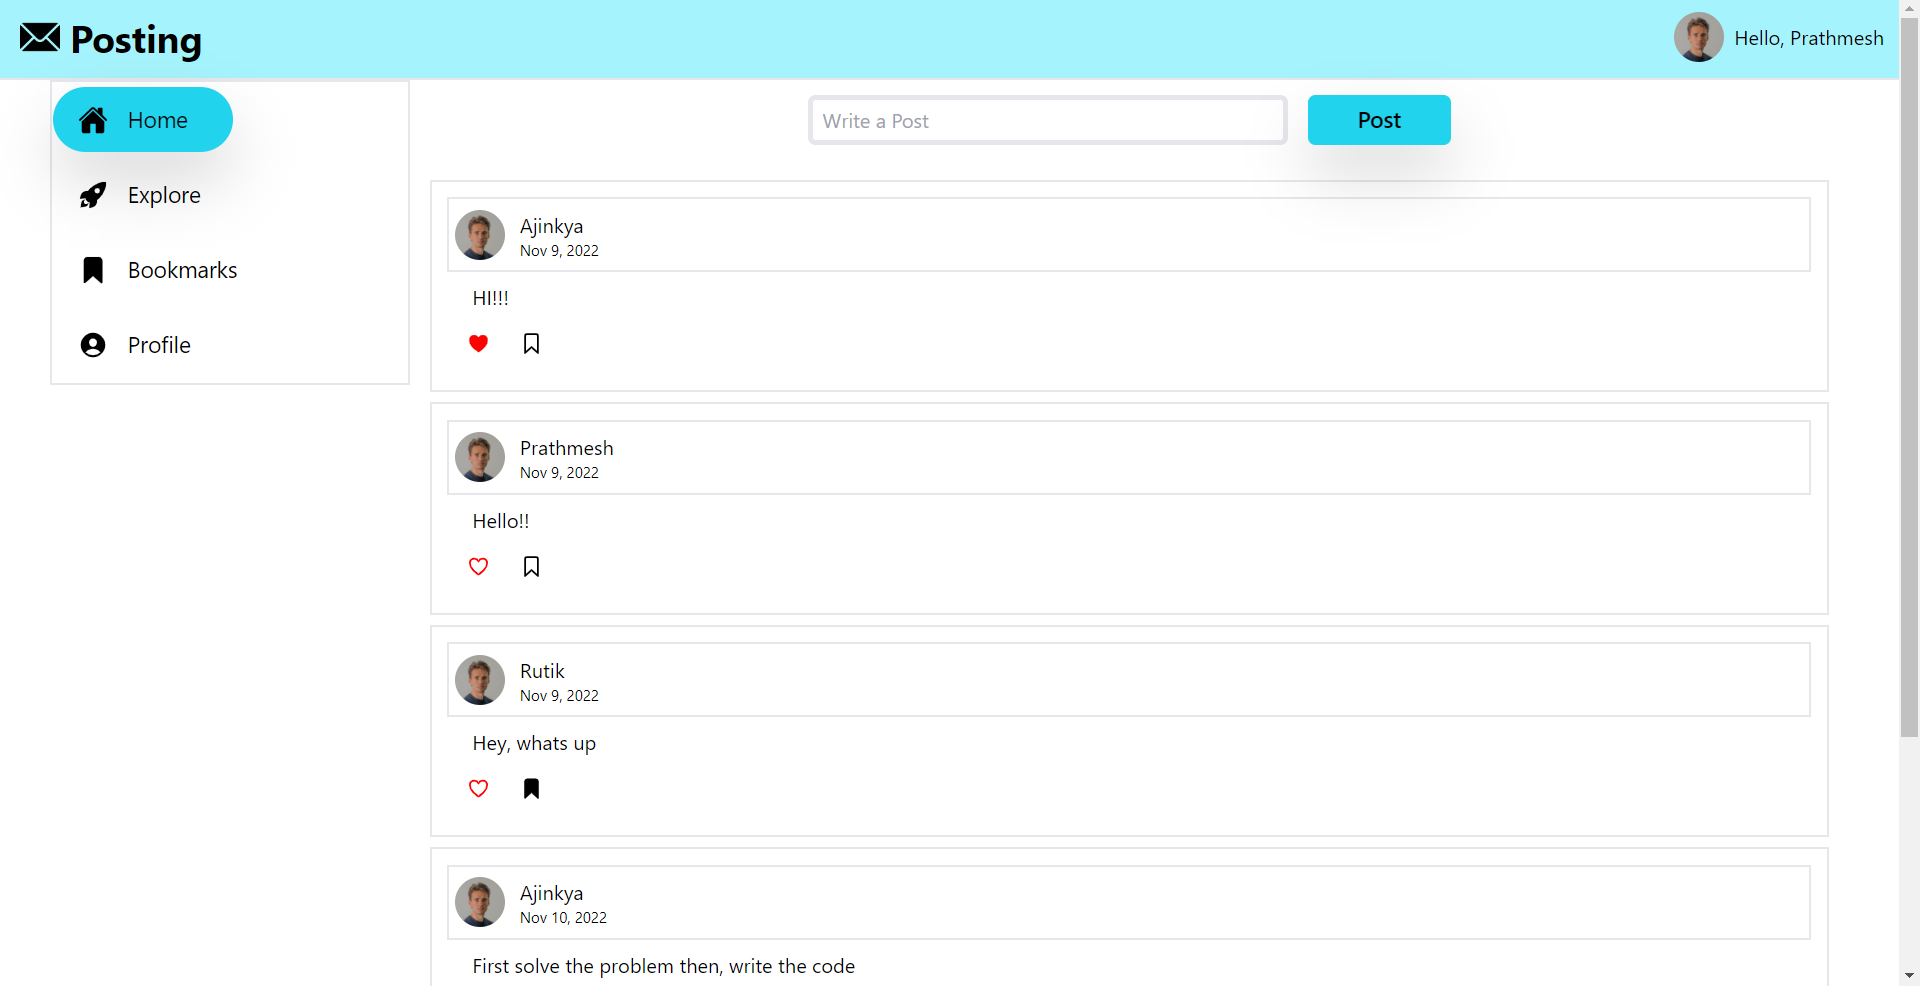 Posting
Hello, Prathmesh
Home
Explore
Bookmarks
Profile
Write a Post
Post
Ajinkya
Nov 9, 2022
HI!!!
Prathmesh
Nov 9, 2022
Hello!!
Rutik
Nov 9, 2022
Hey, whats up
Ajinkya
Nov 10, 2022
First solve the problem then, write the code